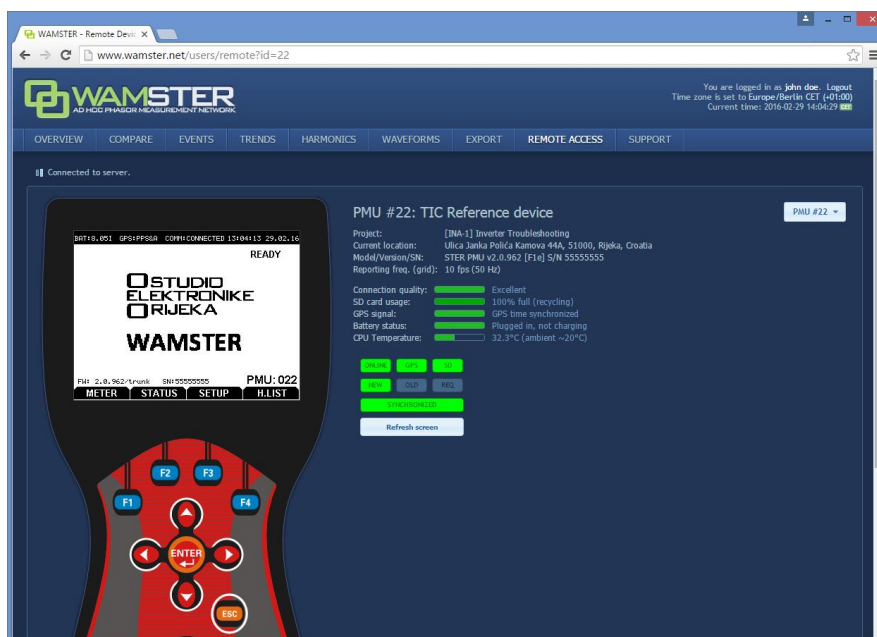 WAMSTER - Remote Devic
www.wamster.net/users/remote?id=22
WAMSTER
AD HOC PHASOR MEASUREMENT NETWORK
You are logged in as john doe. Logout
Time zone is set to Europe/Berlin CET (+01:00)
Current time: 2016-02-29 14:04:29 CET
OVERVIEW COMPARE EVENTS TRENDS HARMONICS WAVEFORMS EXPORT REMOTE ACCESS SUPPORT
Connected to server.
PMU #22: TIC Reference device
PMU #22
Project: [INA-1] Inverter Troubleshooting
Current location: Ulica Janka Polića Kamova 44A, 51000, Rijeka, Croatia
Model/Version/SN: STER PMU v2.0.962 [F1e] S/N 55555555
Reporting freq. (grid): 10 fps (50 Hz)
Connection quality: Excellent
SD card usage: 100% full (recycling)
GPS signal: GPS time synchronized
Battery status: Plugged in, not charging
CPU Temperature: 32.3°C (ambient ~20°C)
ONLINE GPS SD
NEW OLD REQ
SYNCHRONIZED
Refresh screen
BAT:8.05I GPS:PPS&A COMM:CONNECTED 13:04:13 29.02.16
READY
STUDIO
ELEKTRONIKE
RIJEKA
WAMSTER
FW: 2.0.962/trunk SN:55555555 PMU:022
METER STATUS SETUP H.LIST
F2 F3
F1 F4
ENTER
ESC